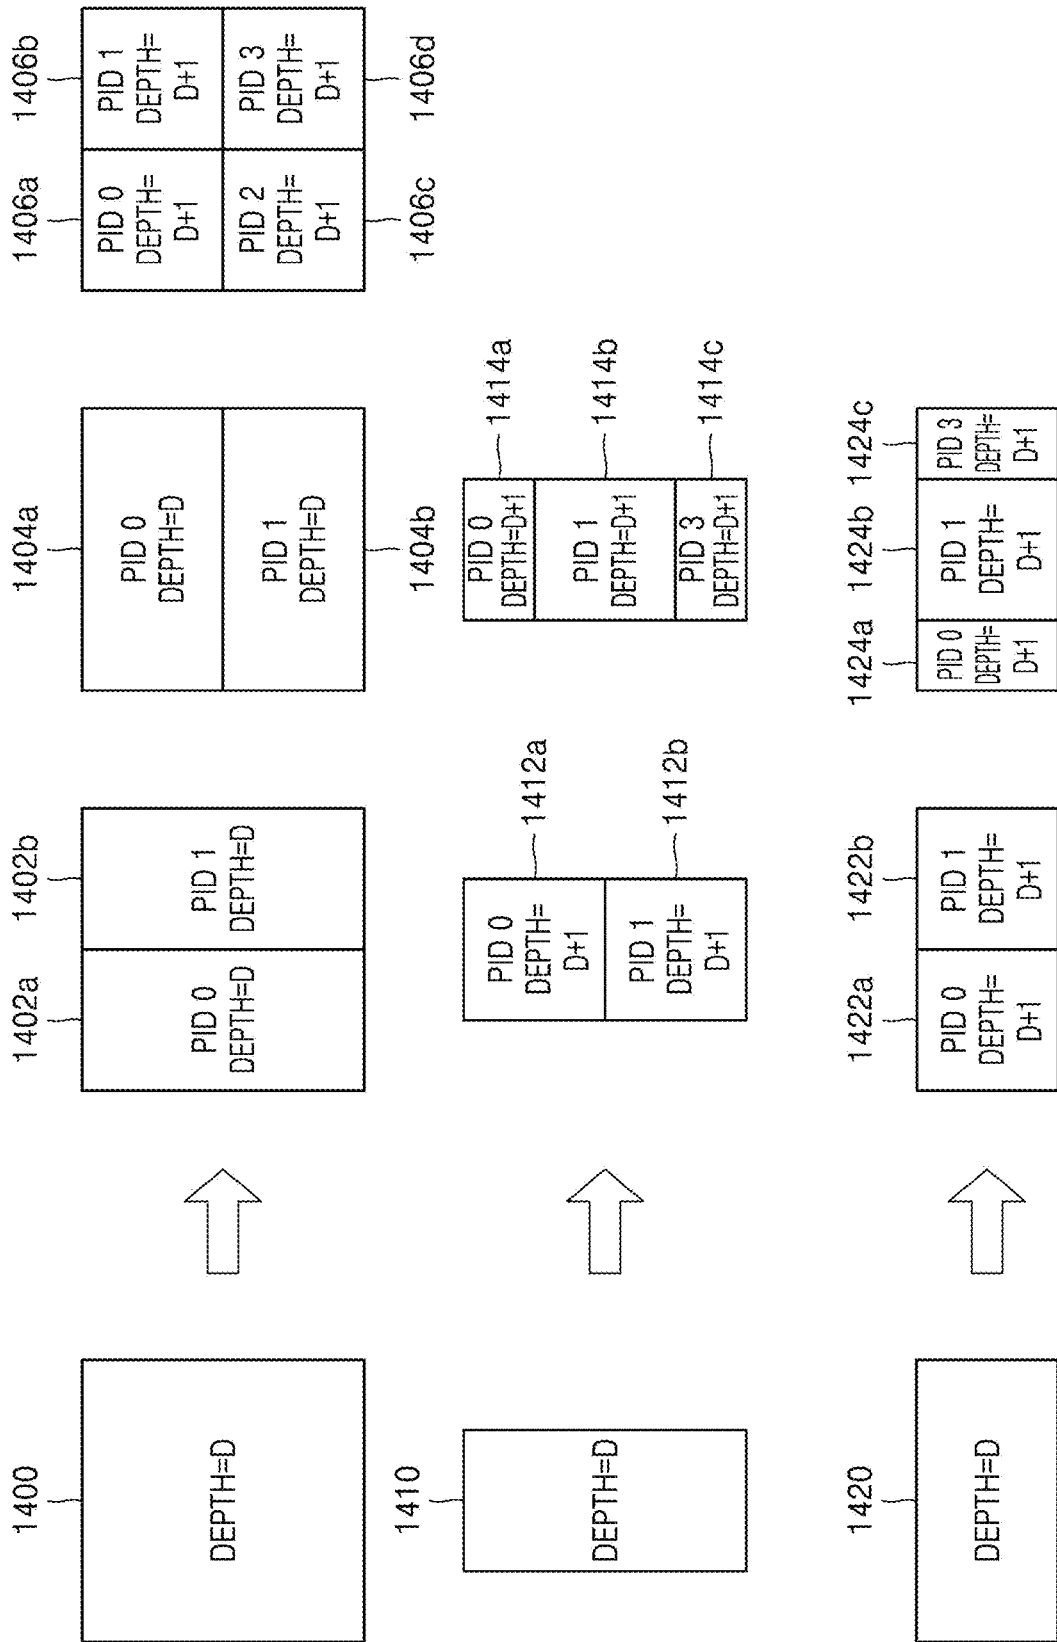 1400
DEPTH=D
1402a
1402b
PID 0
DEPTH=D
PID 1
DEPTH=D
1404a
PID 0
DEPTH=D
PID 1
DEPTH=D
1404b
1406a
1406b
PID 0
DEPTH=
D+1
PID 1
DEPTH=
D+1
PID 2
DEPTH=
D+1
PID 3
DEPTH=
D+1
1406c
1406d
1410
DEPTH=D
PID 0
DEPTH=
D+1
1412a
PID 1
DEPTH=
D+1
1412b
PID 0
DEPTH=D+1
1414a
PID 1
DEPTH=D+1
1414b
PID 3
DEPTH=D+1
1414c
1420
DEPTH=D
1422a
1422b
PID 0
DEPTH=
D+1
PID 1
DEPTH=
D+1
1424a
1424b
1424c
PID 0
DEPTH=
D+1
PID 1
DEPTH=
D+1
PID 3
DEPTH=
D+1